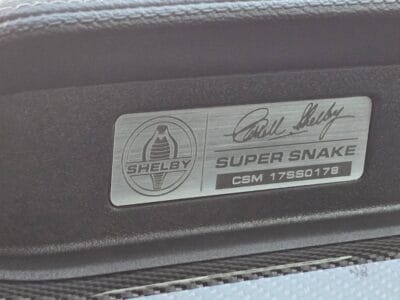 SHELBY
Carroll Shelby
SUPER SNAKE
CSM 17SS0178